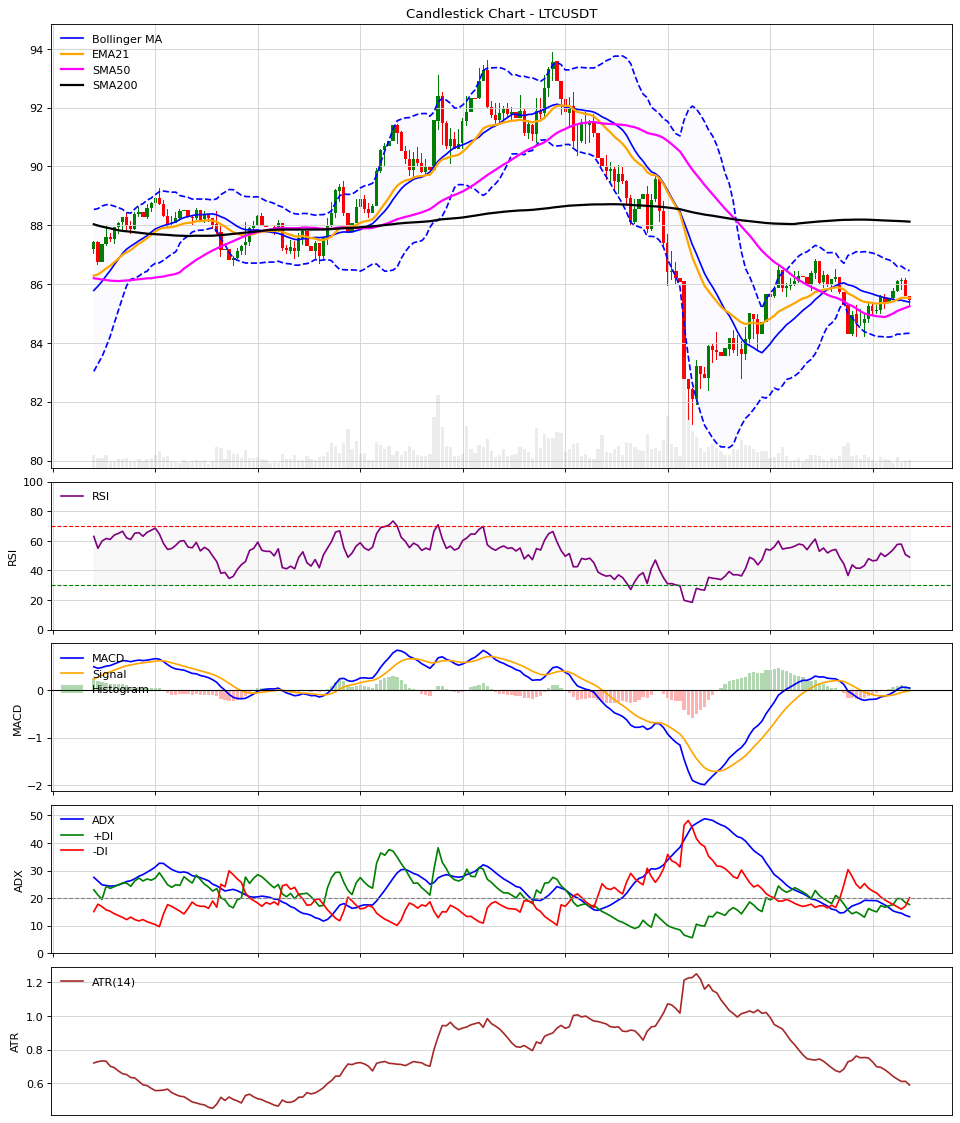 Candlestick Chart - LTCUSDT
Bollinger MA
EMA21
SMA50
SMA200
94
92
90
88
86
84
82
80
RSI
100
80
60
40
20
0
RSI
MACD
Signal
Histogram
0
−1
−2
MACD
ADX
+DI
-DI
50
40
30
20
10
0
ADX
ATR(14)
1.2
1.0
0.8
0.6
ATR